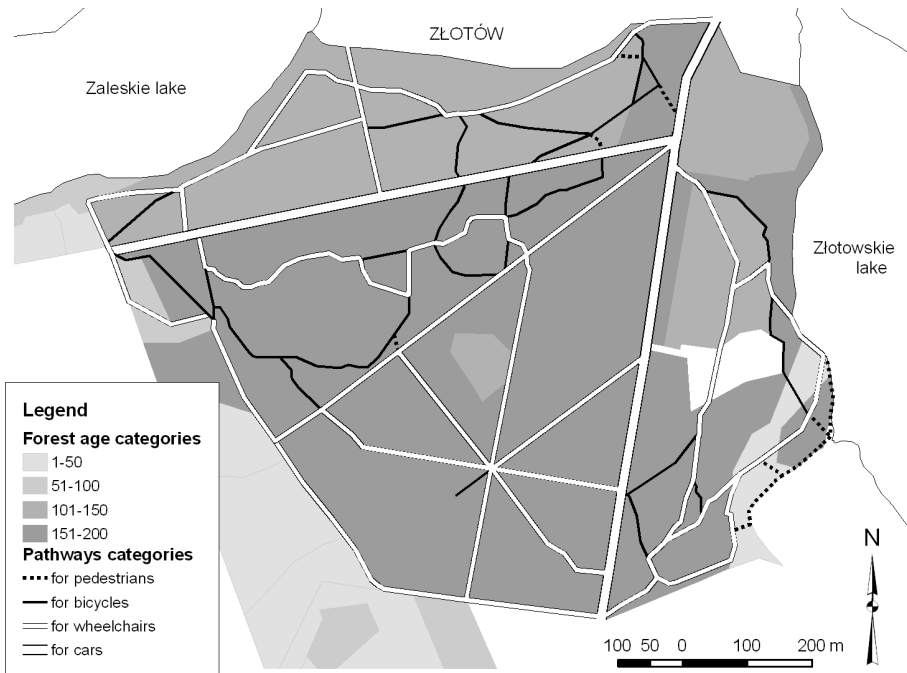 ZŁOTÓW
Zaleskie lake
Złotowskie
lake
Legend
Forest age categories
1-50
51-100
101-150
151-200
Pathways categories
for pedestrians
for bicycles
for wheelchairs
for cars
N
100 50 0 100 200 m